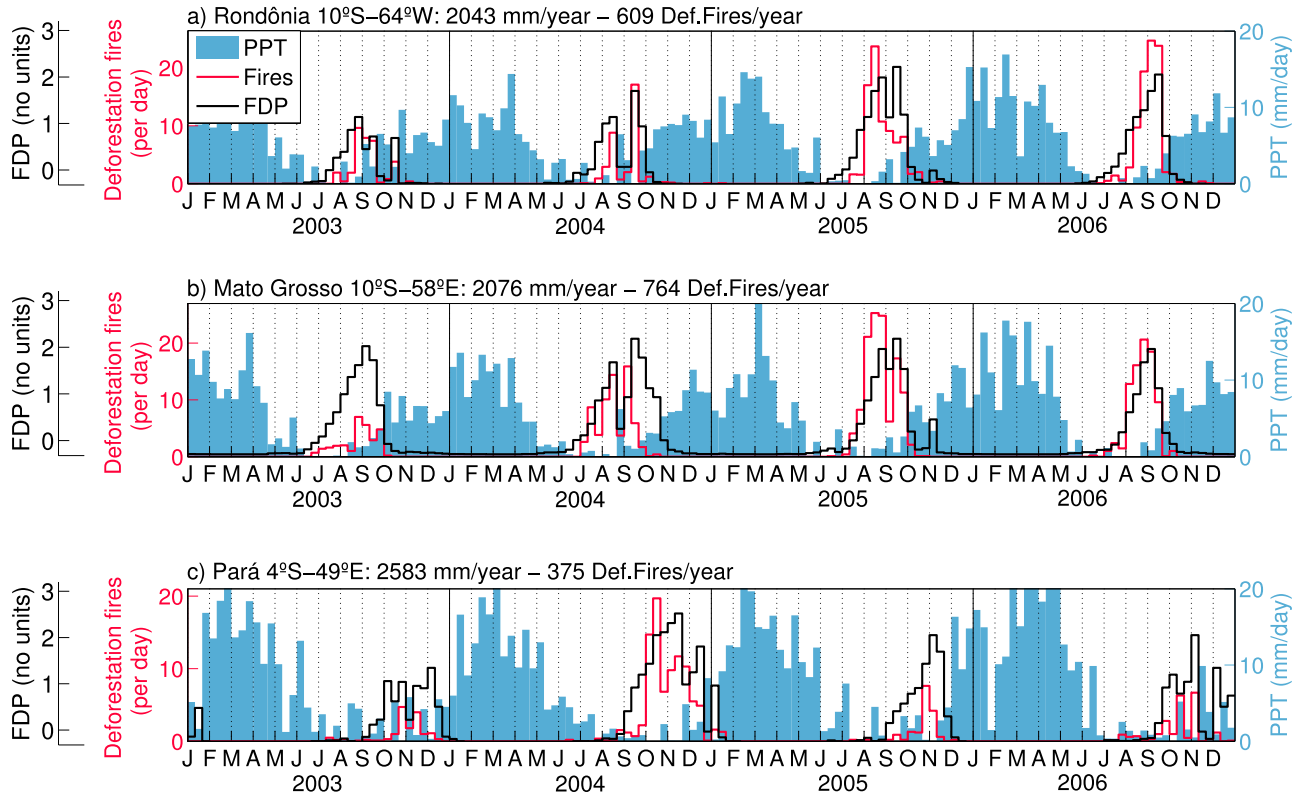 a) Rondônia 10ºS−64ºW: 2043 mm/year − 609 Def.Fires/year
FDP (no units)
3
2
1
0
Deforestation fires
(per day)
20
10
0
PPT
Fires
FDP
20
10
0
PPT (mm/day)
J F M A M J J A S O N D J F M A M J J A S O N D J F M A M J J A S O N D J F M A M J J A S O N D
2003 2004 2005 2006
b) Mato Grosso 10ºS−58ºE: 2076 mm/year − 764 Def.Fires/year
FDP (no units)
3
2
1
0
Deforestation fires
(per day)
20
10
0
20
10
0
PPT (mm/day)
J F M A M J J A S O N D J F M A M J J A S O N D J F M A M J J A S O N D J F M A M J J A S O N D
2003 2004 2005 2006
c) Pará 4ºS−49ºE: 2583 mm/year − 375 Def.Fires/year
FDP (no units)
3
2
1
0
Deforestation fires
(per day)
20
10
0
20
10
0
PPT (mm/day)
J F M A M J J A S O N D J F M A M J J A S O N D J F M A M J J A S O N D J F M A M J J A S O N D
2003 2004 2005 2006